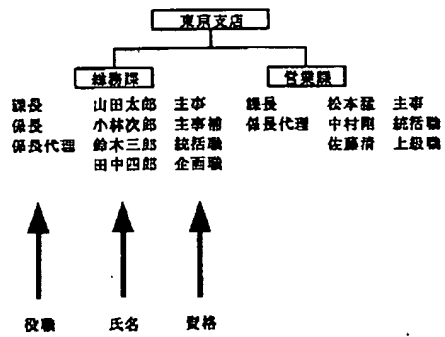 東京支店
総務課 営業課
課長 山田太郎 主事 課長 松本猛 主事
係長 小林次郎 主事補 係長代理 中村剛 統括職
係長代理 鈴木三郎 統括職 佐藤清 上級職
田中四郎 企画職
役職 氏名 資格